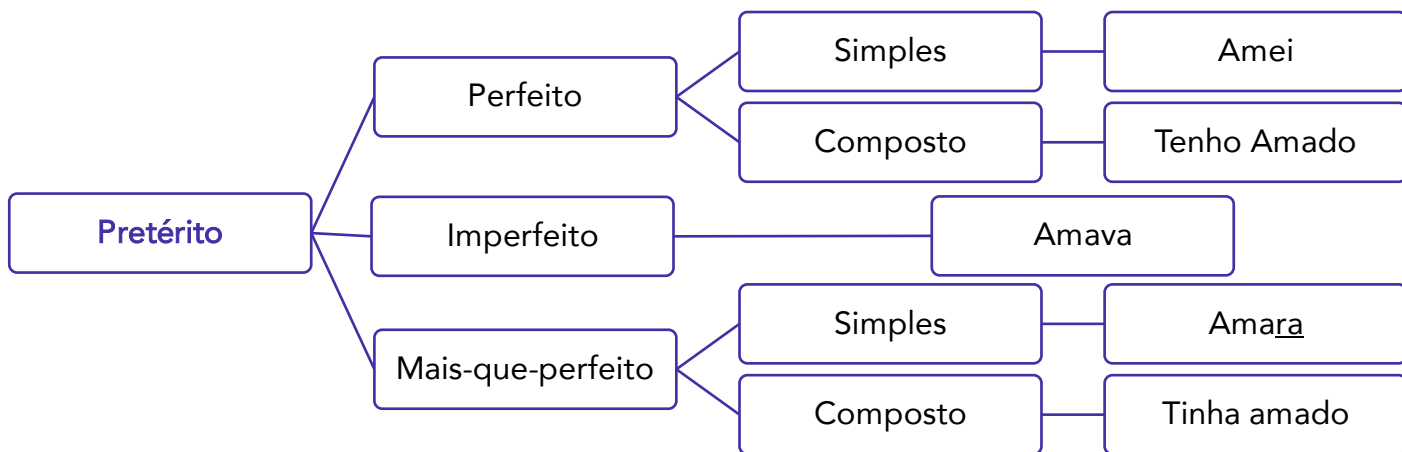 Pretérito
Perfeito
Simples
Amei
Composto
Tenho Amado
Imperfeito
Amava
Mais-que-perfeito
Simples
Amara
Composto
Tinha amado